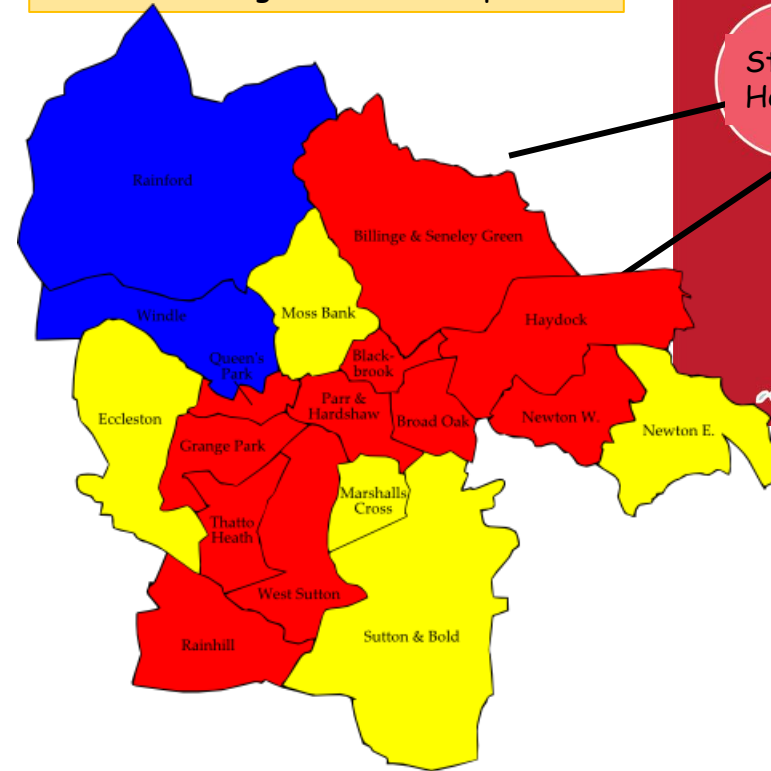 Rainford
Billinge & Seneley Green
Windle
Moss Bank
Haydock
Queen's
Park
Black-
brook
Parr &
Hardshaw
Eccleston
Broad Oak
Newton W.
Newton E.
Grange Park
Marshalls
Cross
Thatto
Heath
West Sutton
Rainhill
Sutton & Bold